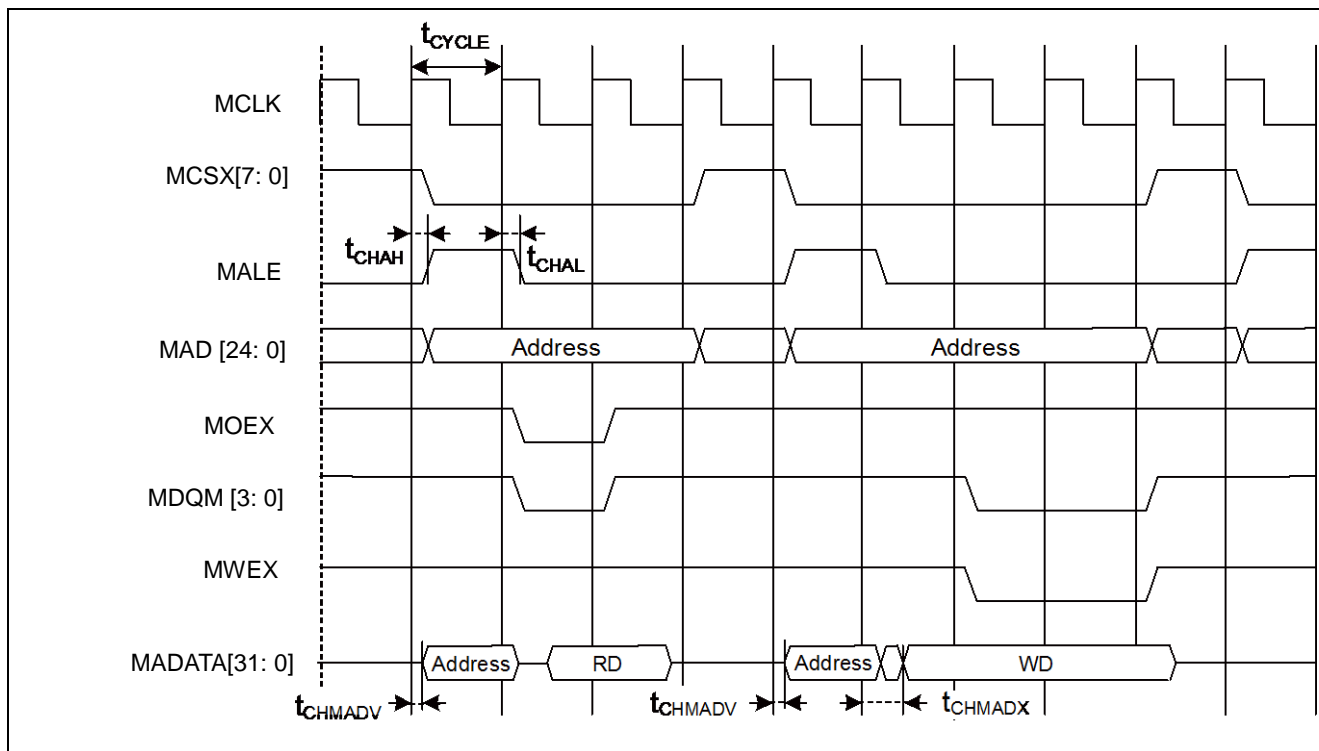 tCYCLE
MCLK
MCSX[7: 0]
tCHAH
tCHAL
MALE
MAD [24: 0]
Address
Address
MOEX
MDQM [3: 0]
MWEX
MADATA[31: 0]
Address
RD
Address
WD
tCHMADV
tCHMADV
tCHMADX